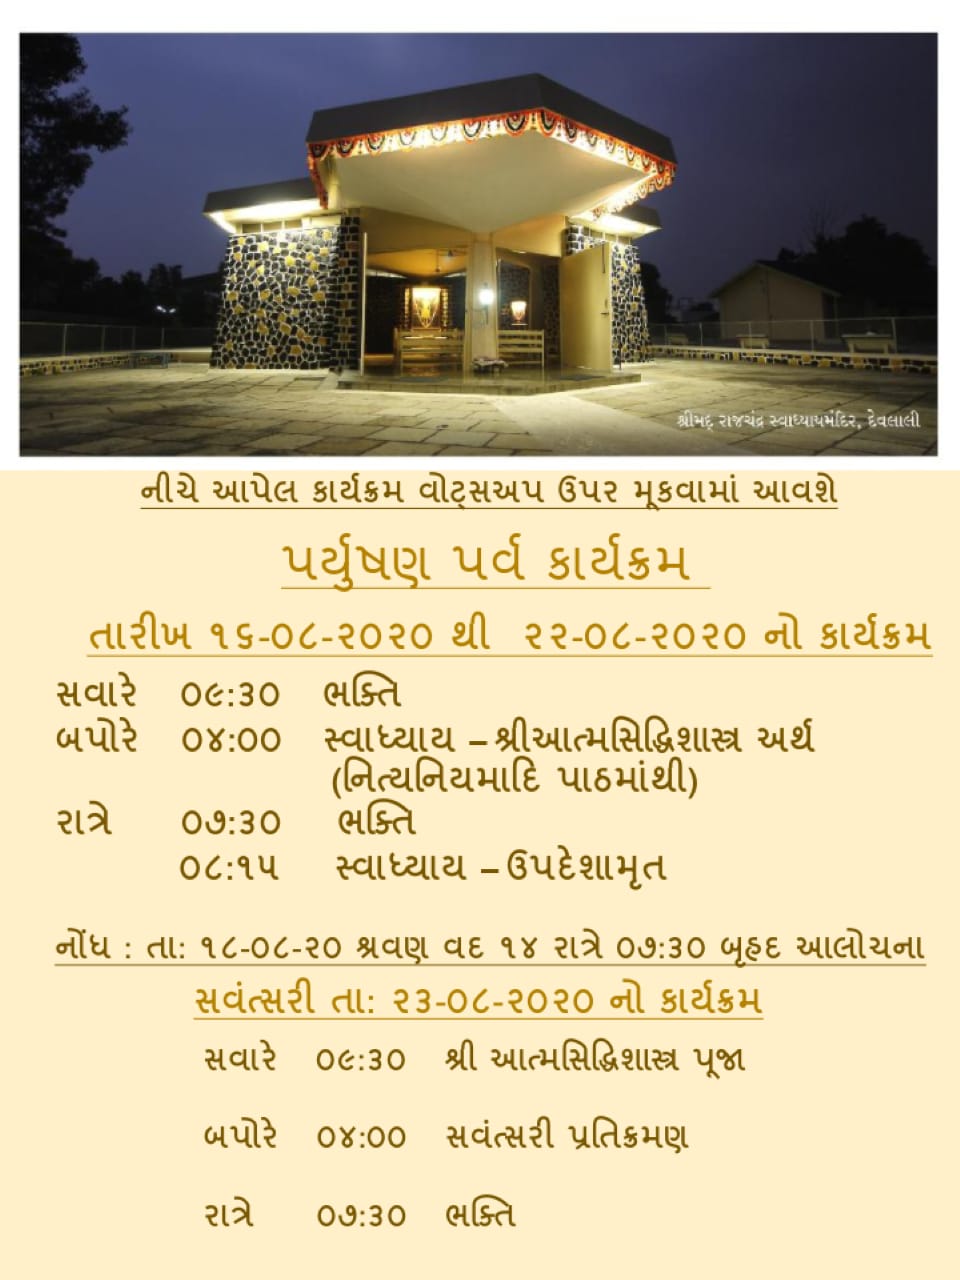 શ્રીમદ્ રાજચંદ્ર સ્વાધ્યાયમંદિર, દેવલાલી
નીચે આપેલ કાર્યક્રમ વોટ્સઅપ ઉપર મૂકવામાં આવશે
પર્યુષણ પર્વ કાર્યક્રમ
તારીખ ૧૬-૦૮-૨૦૨૦ થી ૨૨-૦૮-૨૦૨૦ નો કાર્યક્રમ
સવારે ૦૯:૩૦ ભક્તિ
બપોરે ૦૪:૦૦ સ્વાધ્યાય – શ્રીઆત્મસિદ્ધિશાસ્ત્ર અર્થ
(નિત્યનિયમાદિ પાઠમાંથી)
રાત્રે ૦૭:૩૦ ભક્તિ
૦૮:૧૫ સ્વાધ્યાય – ઉપદેશામૃત
નોંધ : તા: ૧૮-૦૮-૨૦ શ્રવણ વદ ૧૪ રાત્રે ૦૭:૩૦ બૃહદ આલોચના
સવંત્સરી તા: ૨૩-૦૮-૨૦૨૦ નો કાર્યક્રમ
સવારે ૦૯:૩૦ શ્રી આત્મસિદ્ધિશાસ્ત્ર પૂજા
બપોરે ૦૪:૦૦ સવંત્સરી પ્રતિક્રમણ
રાત્રે ૦૭:૩૦ ભક્તિ